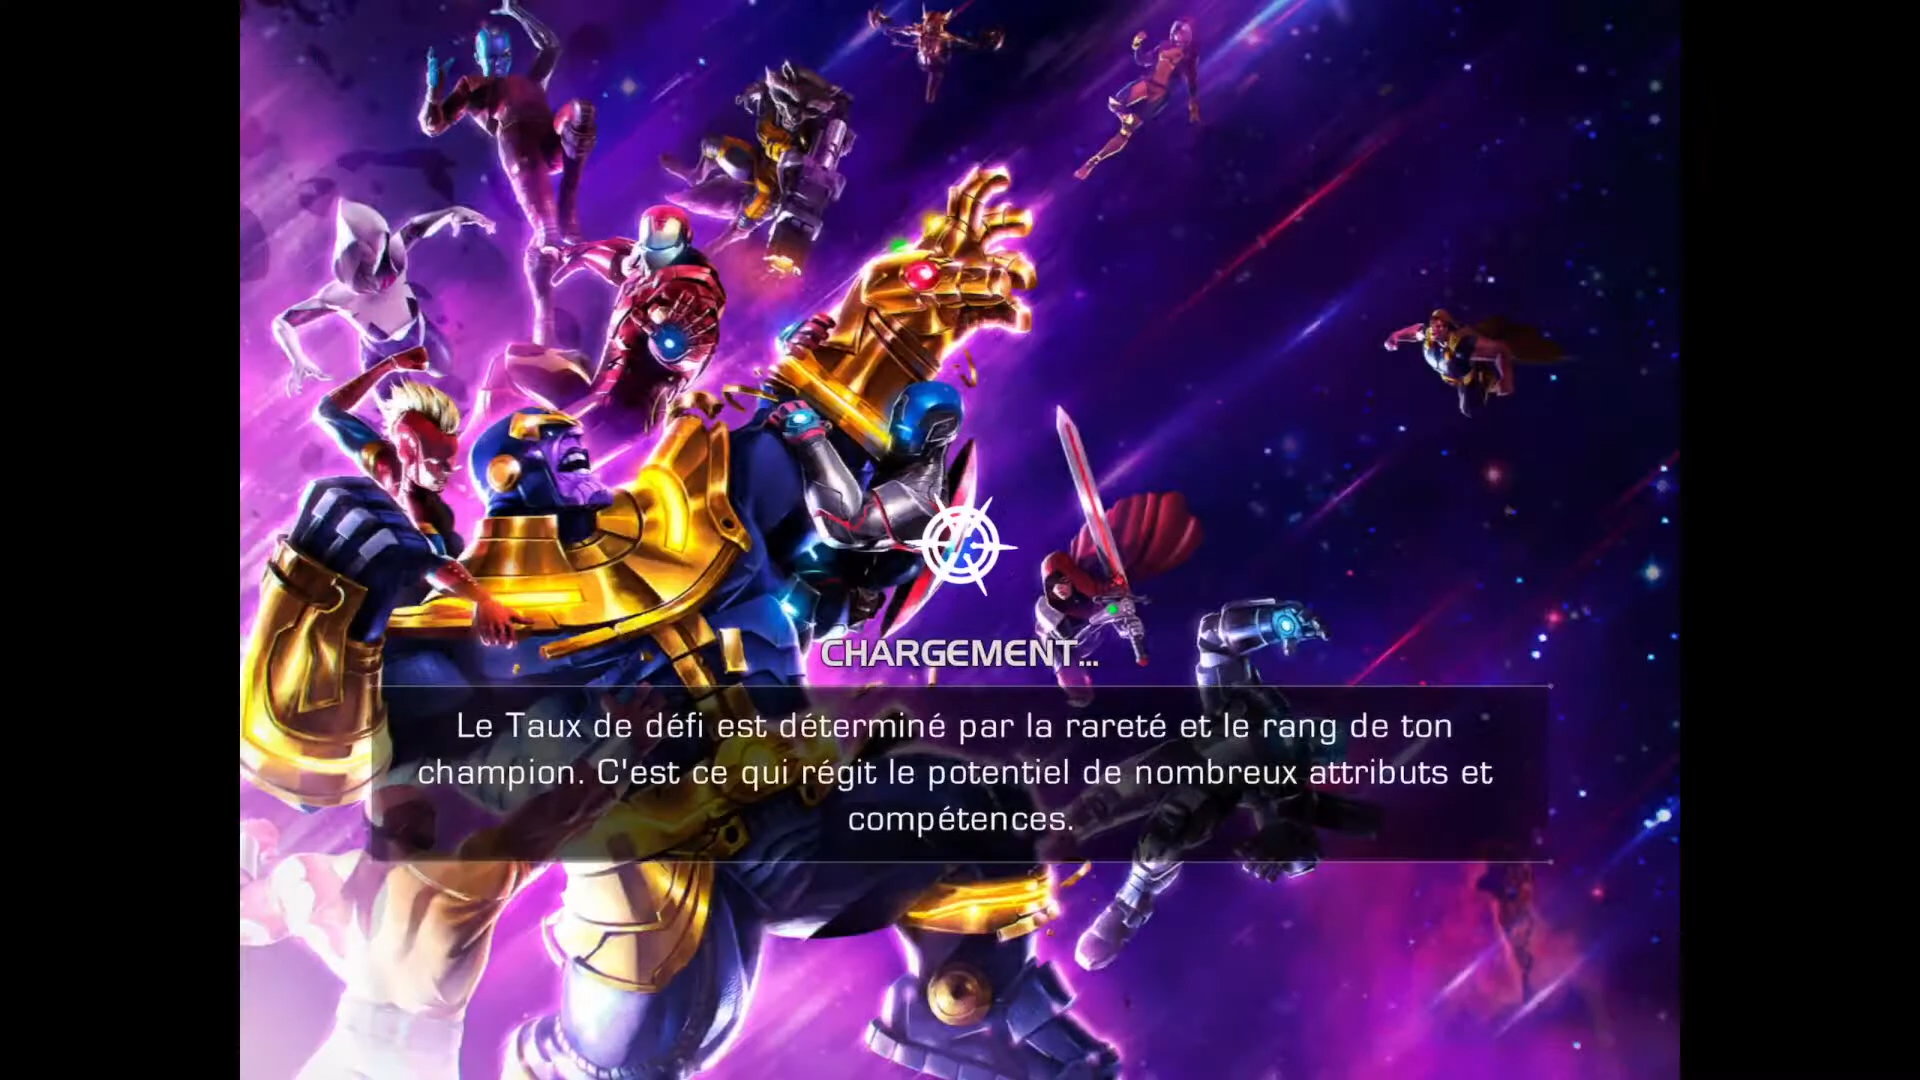 CHARGEMENT...
Le Taux de défi est déterminé par la rareté et le rang de ton
champion. C'est ce qui régit le potentiel de nombreux attributs et
compétences.